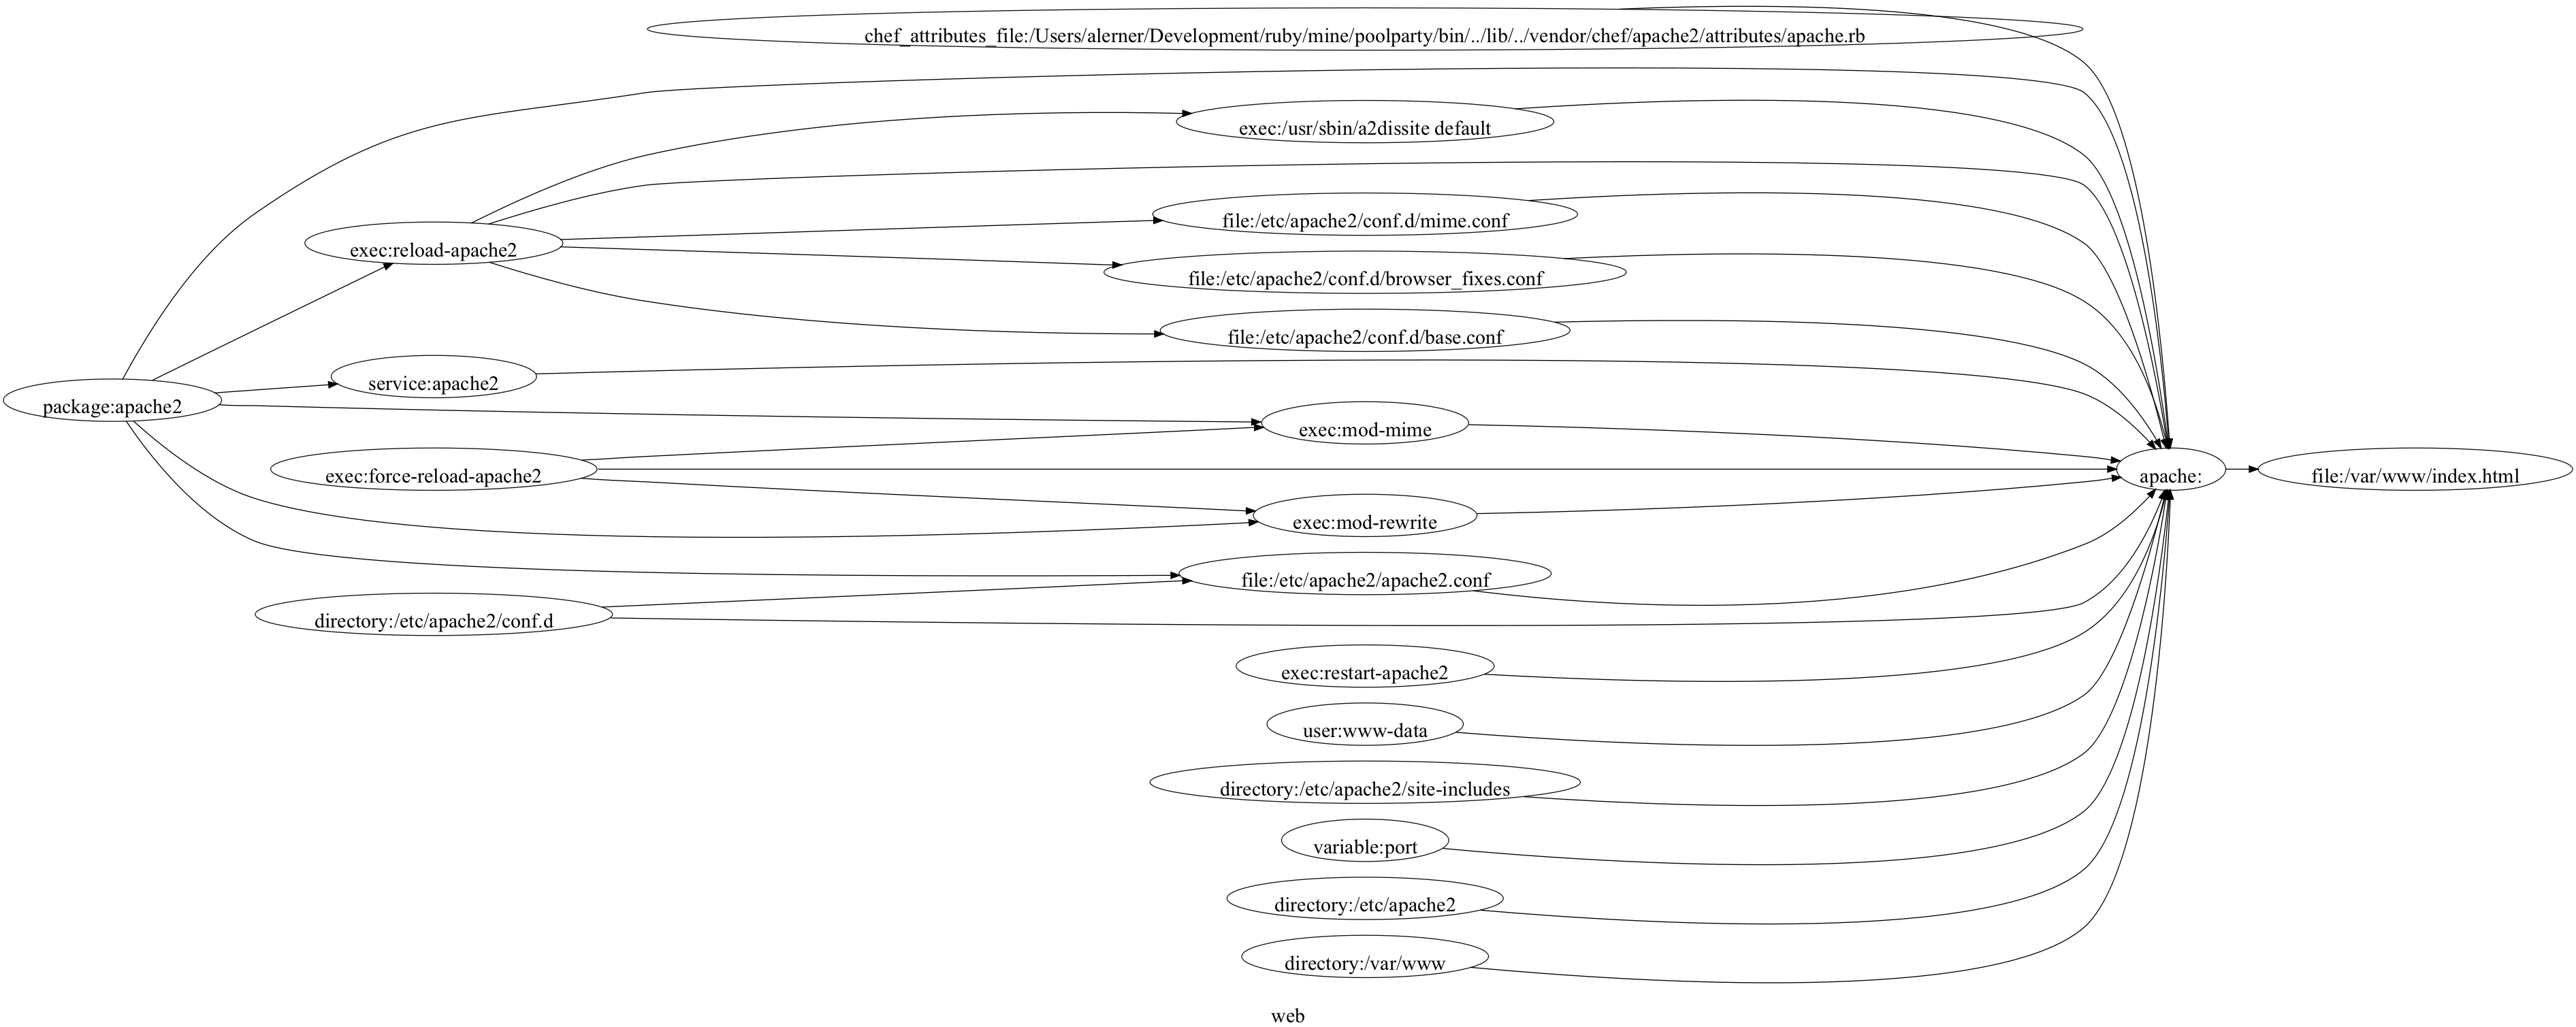 chef_attributes_file:/Users/alerner/Development/ruby/mine/poolparty/bin/../lib/../vendor/chef/apache2/attributes/apache.rb
exec:/usr/sbin/a2dissite default
file:/etc/apache2/conf.d/mime.conf
exec:reload-apache2
file:/etc/apache2/conf.d/browser_fixes.conf
file:/etc/apache2/conf.d/base.conf
service:apache2
package:apache2
exec:mod-mime
exec:force-reload-apache2
apache:
file:/var/www/index.html
exec:mod-rewrite
file:/etc/apache2/apache2.conf
directory:/etc/apache2/conf.d
exec:restart-apache2
user:www-data
directory:/etc/apache2/site-includes
variable:port
directory:/etc/apache2
directory:/var/www
web